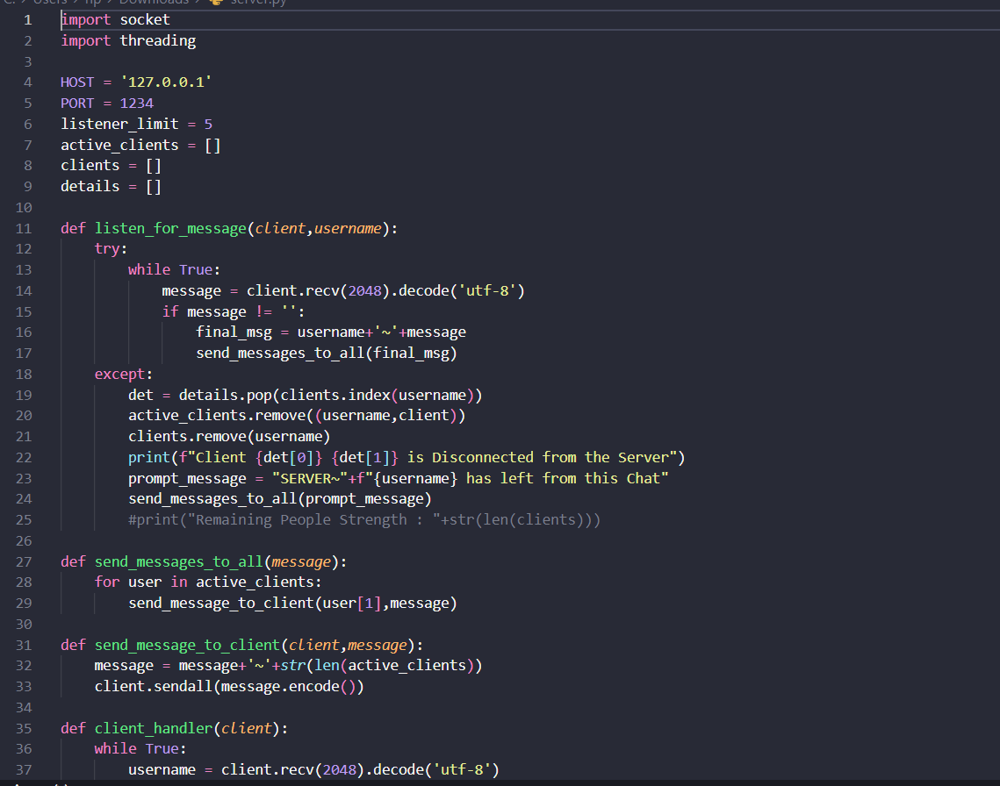 C: > Users > hp > Downloads > server.py
1 import socket
2 import threading
3
4 HOST = '127.0.0.1'
5 PORT = 1234
6 listener_limit = 5
7 active_clients = []
8 clients = []
9 details = []
10
11 def listen_for_message(client,username):
12     try:
13         while True:
14             message = client.recv(2048).decode('utf-8')
15             if message != '':
16                 final_msg = username+'~'+message
17                 send_messages_to_all(final_msg)
18     except:
19         det = details.pop(clients.index(username))
20         active_clients.remove((username,client))
21         clients.remove(username)
22         print(f"Client {det[0]} {det[1]} is Disconnected from the Server")
23         prompt_message = "SERVER~"+f"{username} has left from this Chat"
24         send_messages_to_all(prompt_message)
25         #print("Remaining People Strength : "+str(len(clients)))
26
27 def send_messages_to_all(message):
28     for user in active_clients:
29         send_message_to_client(user[1],message)
30
31 def send_message_to_client(client,message):
32     message = message+'~'+str(len(active_clients))
33     client.sendall(message.encode())
34
35 def client_handler(client):
36     while True:
37         username = client.recv(2048).decode('utf-8')